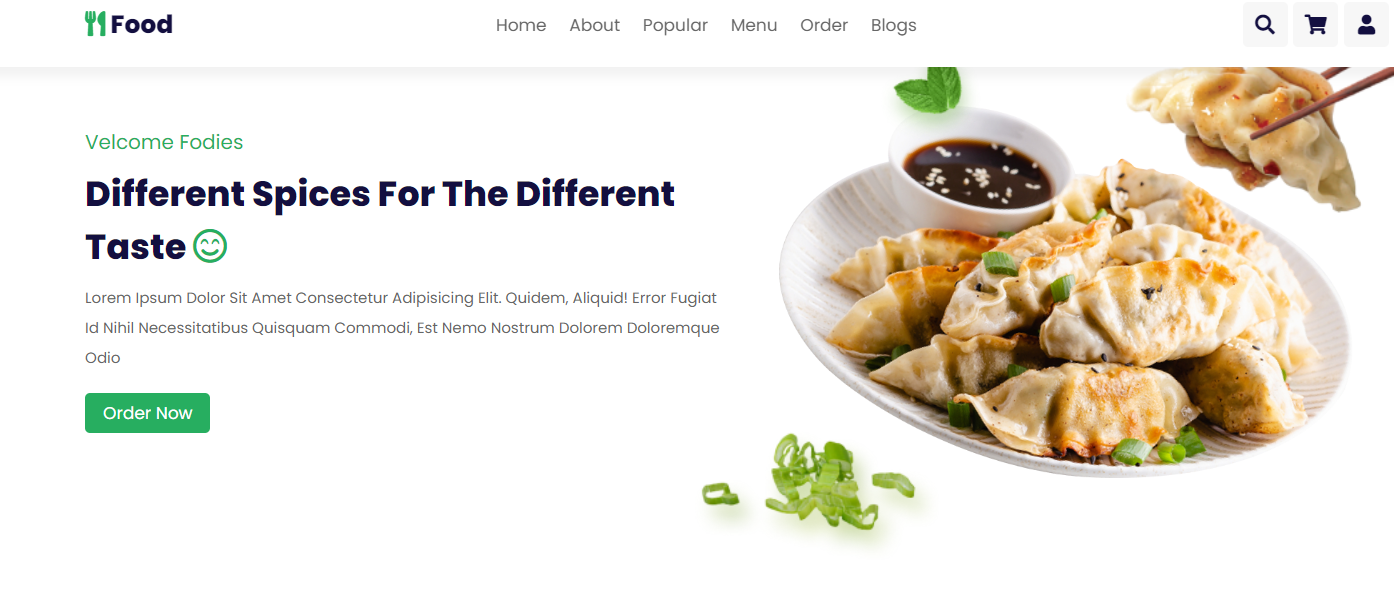 Food
Home About Popular Menu Order Blogs
Velcome Fodies
Different Spices For The Different
Taste
Lorem Ipsum Dolor Sit Amet Consectetur Adipisicing Elit. Quidem, Aliquid! Error Fugiat
Id Nihil Necessitatibus Quisquam Commodi, Est Nemo Nostrum Dolorem Doloremque
Odio
Order Now